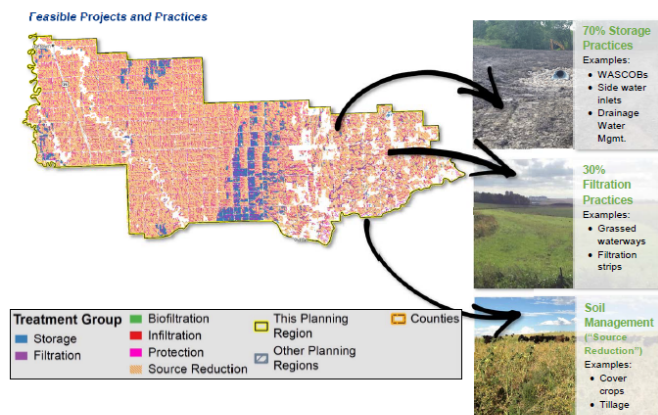 Feasible Projects and Practices
70% Storage
Practices
Examples:
• WASCOBs
• Side water
inlets
• Drainage
Water
Mgmt.
30%
Filtration
Practices
Examples:
• Grassed
waterways
• Filtration
strips
Soil
Management
("Source
Reduction")
Examples:
• Cover
crops
• Tillage
Treatment Group
Storage
Filtration
Biofiltration
Infiltration
Protection
Source Reduction
This Planning
Region
Other Planning
Regions
Counties